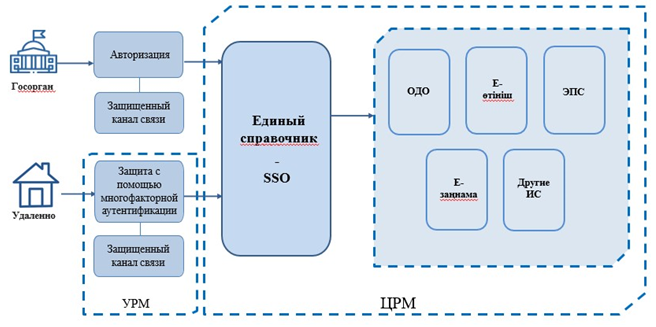 Госорган
Авторизация
Защищенный
канал связи
Удаленно
Защита с
помощью
многофакторной
аутентификации
Защищенный
канал связи
УРМ
Единый
справочник
-
SSO
ОДО
Е-
өтініш
ЭПС
Е-
заңнама
Другие
ИС
ЦРМ